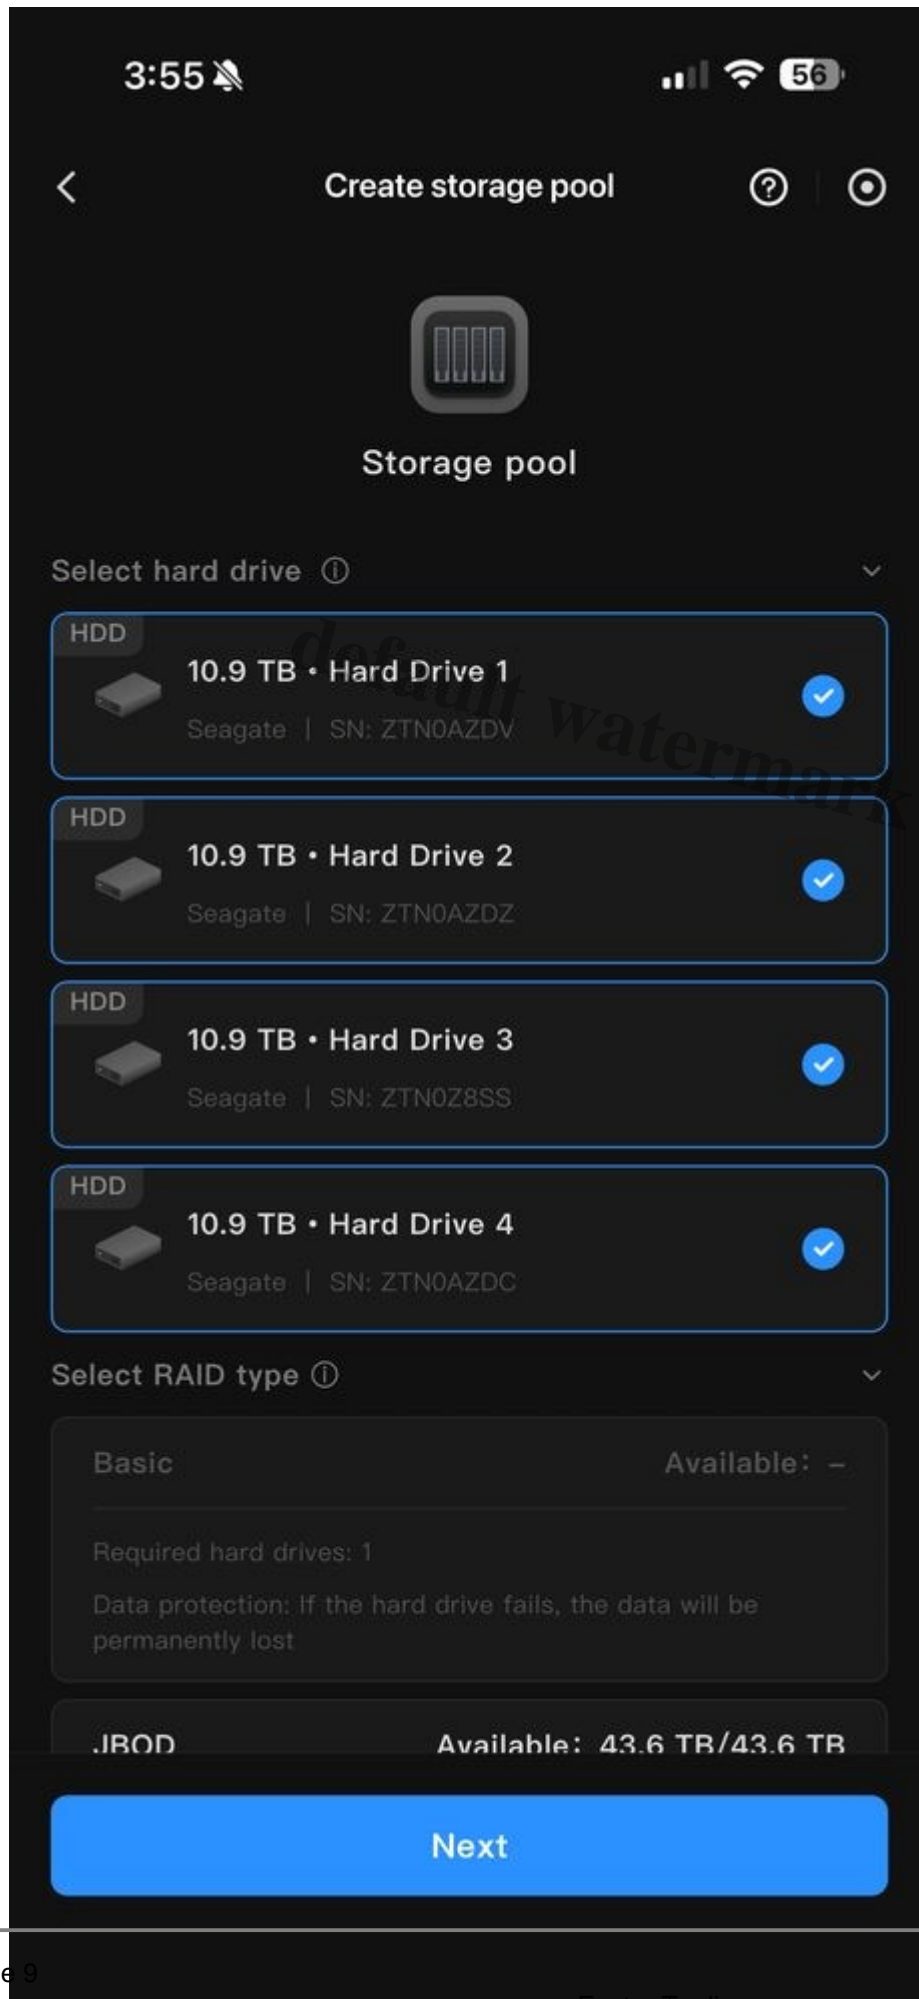 3:55
56
Create storage pool
Storage pool
Select hard drive
HDD
10.9 TB • Hard Drive 1
Seagate | SN: ZTN0AZDV
default watermark
HDD
10.9 TB • Hard Drive 2
Seagate | SN: ZTN0AZDZ
HDD
10.9 TB • Hard Drive 3
Seagate | SN: ZTN0Z8SS
HDD
10.9 TB • Hard Drive 4
Seagate | SN: ZTN0AZDC
Select RAID type
Basic Available: –
Required hard drives: 1
Data protection: If the hard drive fails, the data will be
permanently lost
JBOD Available: 43.6 TB/43.6 TB
Next
e 9